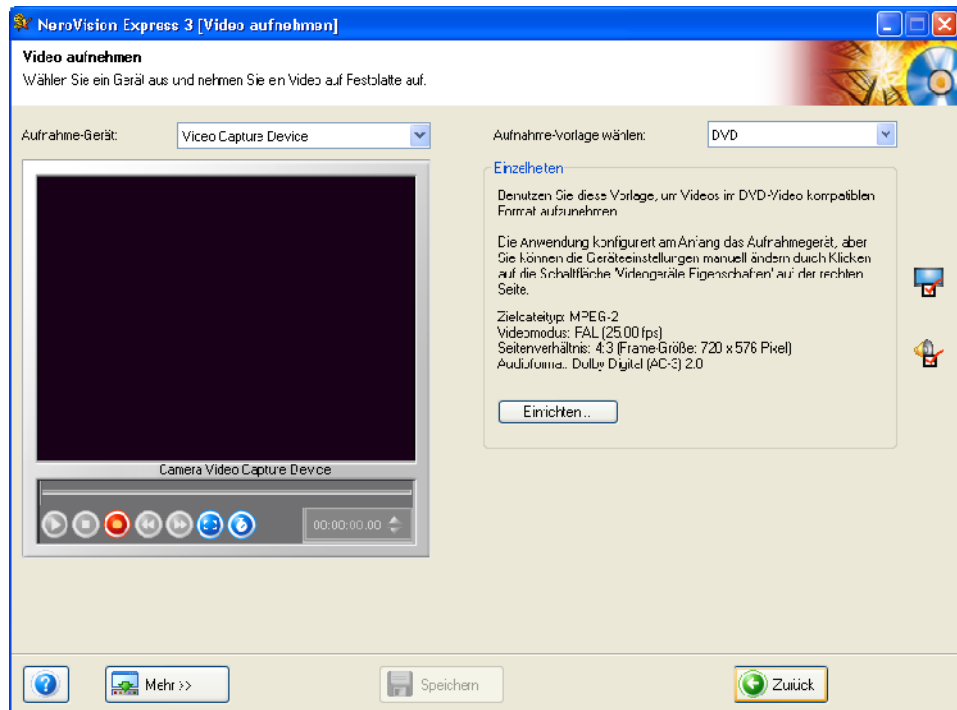 NeroVision Express 3 [Video aufnehmen]
Video aufnehmen
Wählen Sie ein Gerät aus und nehmen Sie ein Video auf Festplatte auf.
Aufnahme-Gerät:
Video Capture Device
Camera Video Capture Device
00:00:00.00
Aufnahme-Vorlage wählen:
DVD
Einzelheiten
Benutzen Sie diese Vorlage, um Videos im DVD-Video kompatiblen
Format aufzunehmen
Die Anwendung konfiguriert am Anfang das Aufnahmegerät, aber
Sie können die Geräteeinstellungen manuell ändern durch Klicken
auf die Schaltfläche 'Videogeräte Eigenschaften' auf der rechten
Seite.
Zieldateityp: MPEG-2
Videomodus: PAL (25.00 fps)
Seitenverhältnis: 4:3 (Frame-Größe: 720 x 576 Pixel)
Audioformat: Dolby Digital (AC-3) 2.0
Einrichten...
Mehr >>
Speichern
Zurück